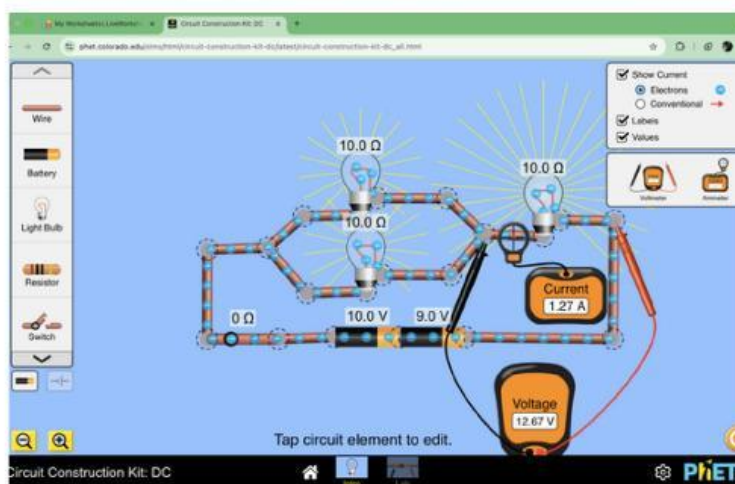 My Worksheets| LiveWorksh
Circuit Construction Kit: DC
phet.colorado.edu/sims/html/circuit-construction-kit-dc/latest/circuit-construction-kit-dc_all.html
Wire
Battery
Light Bulb
Resistor
Switch
10.0 Ω
10.0 Ω
10.0 Ω
0 Ω
10.0 V
9.0 V
Current
1.27 A
Voltage
12.67 V
Show Current
Electrons
Conventional
Labels
Values
Voltmeter
Ammeter
Tap circuit element to edit.
Circuit Construction Kit: DC
PhET